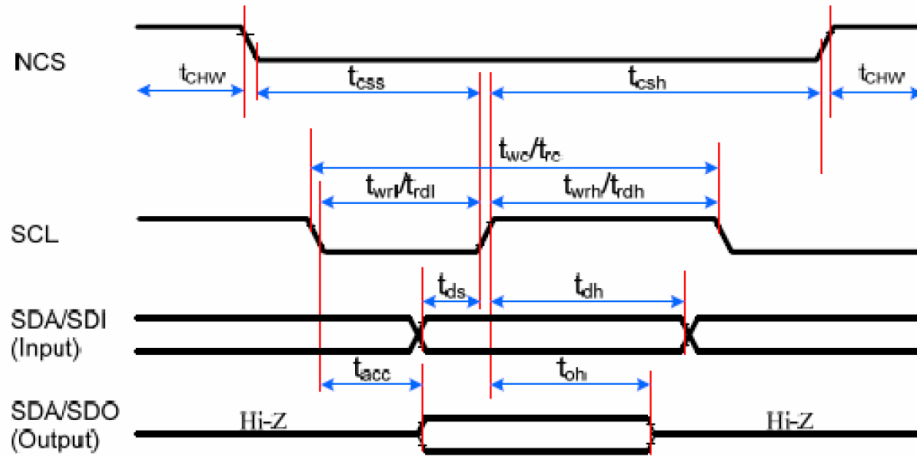 NCS
tCHW tcss tcsh tCHW
twc/trc
twrl/trdl twrh/trdh
SCL
tds tdh
SDA/SDI
(Input)
tacc toh
SDA/SDO
(Output)
Hi-Z Hi-Z